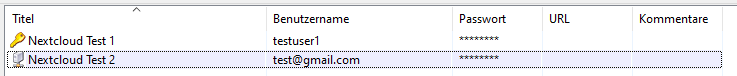 Titel Benutzername Passwort URL Kommentare
Nextcloud Test 1 testuser1 ********
Nextcloud Test 2 test@gmail.com ********